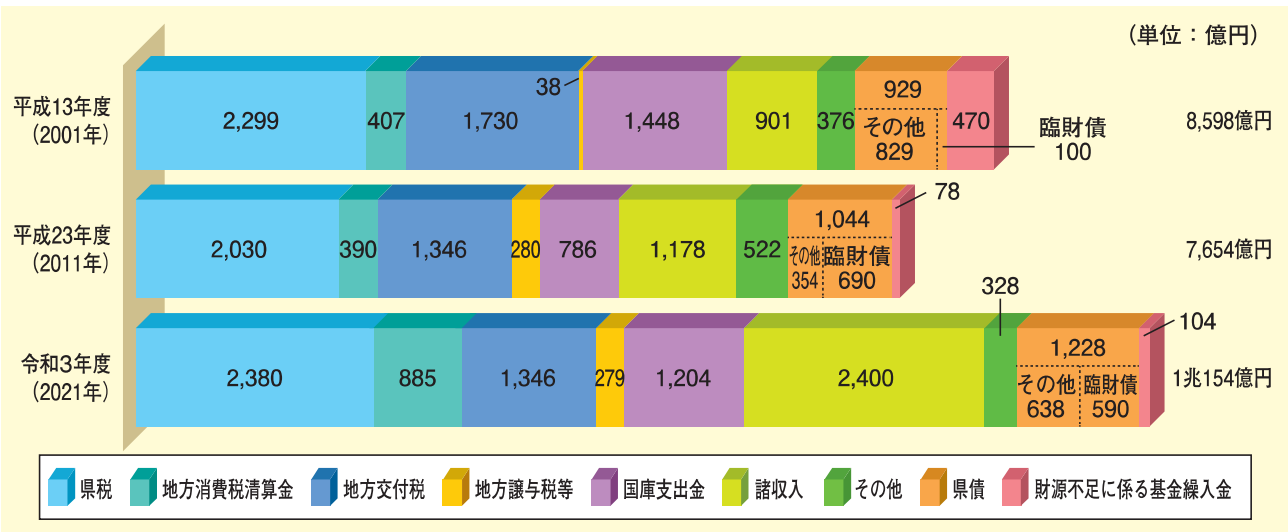 (単位：億円)
平成13年度
(2001年)
2,299
407
1,730
38
1,448
901
376
929
その他
829
臨財債
100
470
8,598億円
平成23年度
(2011年)
2,030
390
1,346
280
786
1,178
522
1,044
その他
354
臨財債
690
78
7,654億円
令和3年度
(2021年)
2,380
885
1,346
279
1,204
2,400
328
1,228
その他
638
臨財債
590
104
1兆154億円
県税 地方消費税清算金 地方交付税 地方譲与税等 国庫支出金 諸収入 その他 県債 財源不足に係る基金繰入金